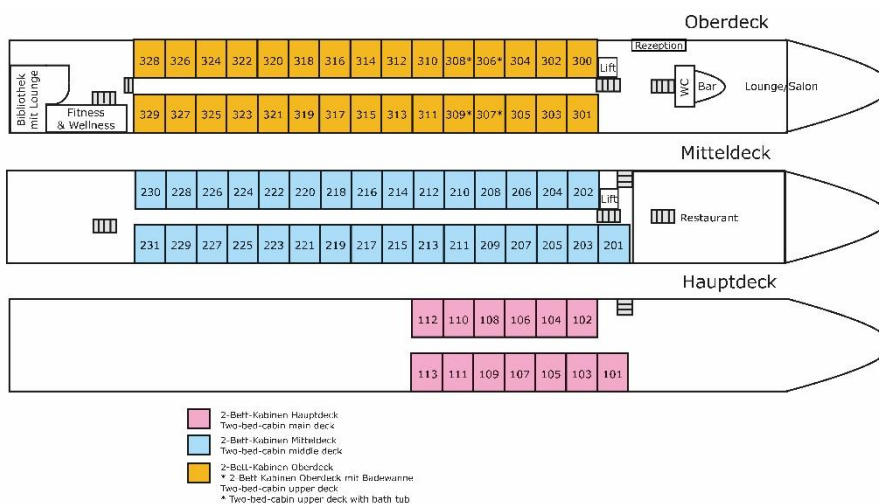 Oberdeck
Rezeption
328 326 324 322 320 318 316 314 312 310 308* 306* 304 302 300
Lift
Bibliothek
mit Lounge
WC
Bar
Lounge/Salon
Fitness
& Wellness
329 327 325 323 321 319 317 315 313 311 309* 307* 305 303 301
Mitteldeck
230 228 226 224 222 220 218 216 214 212 210 208 206 204 202
Lift
Restaurant
231 229 227 225 223 221 219 217 215 213 211 209 207 205 203 201
Hauptdeck
112 110 108 106 104 102
113 111 109 107 105 103 101
2-Bett-Kabinen Hauptdeck
Two-bed-cabin main deck
2-Bett-Kabinen Mitteldeck
Two-bed-cabin middle deck
2-Bett-Kabinen Oberdeck
* 2-Bett Kabinen Oberdeck mit Badewanne
Two-bed-cabin upper deck
* Two-bed-cabin upper deck with bath tub